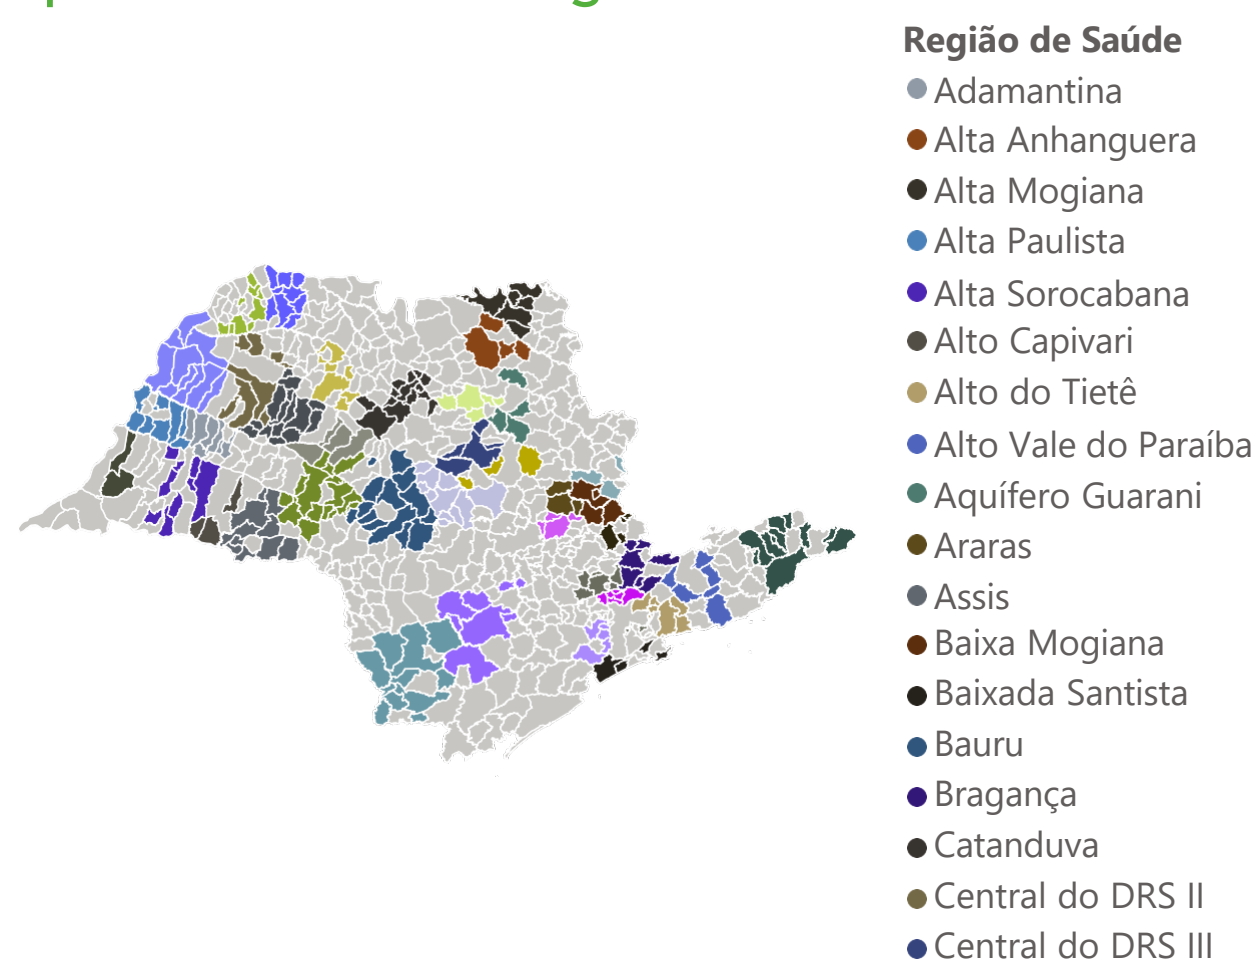 Região de Saúde
Adamantina
Alta Anhanguera
Alta Mogiana
Alta Paulista
Alta Sorocabana
Alto Capivari
Alto do Tietê
Alto Vale do Paraíba
Aquífero Guarani
Araras
Assis
Baixa Mogiana
Baixada Santista
Bauru
Bragança
Catanduva
Central do DRS II
Central do DRS III